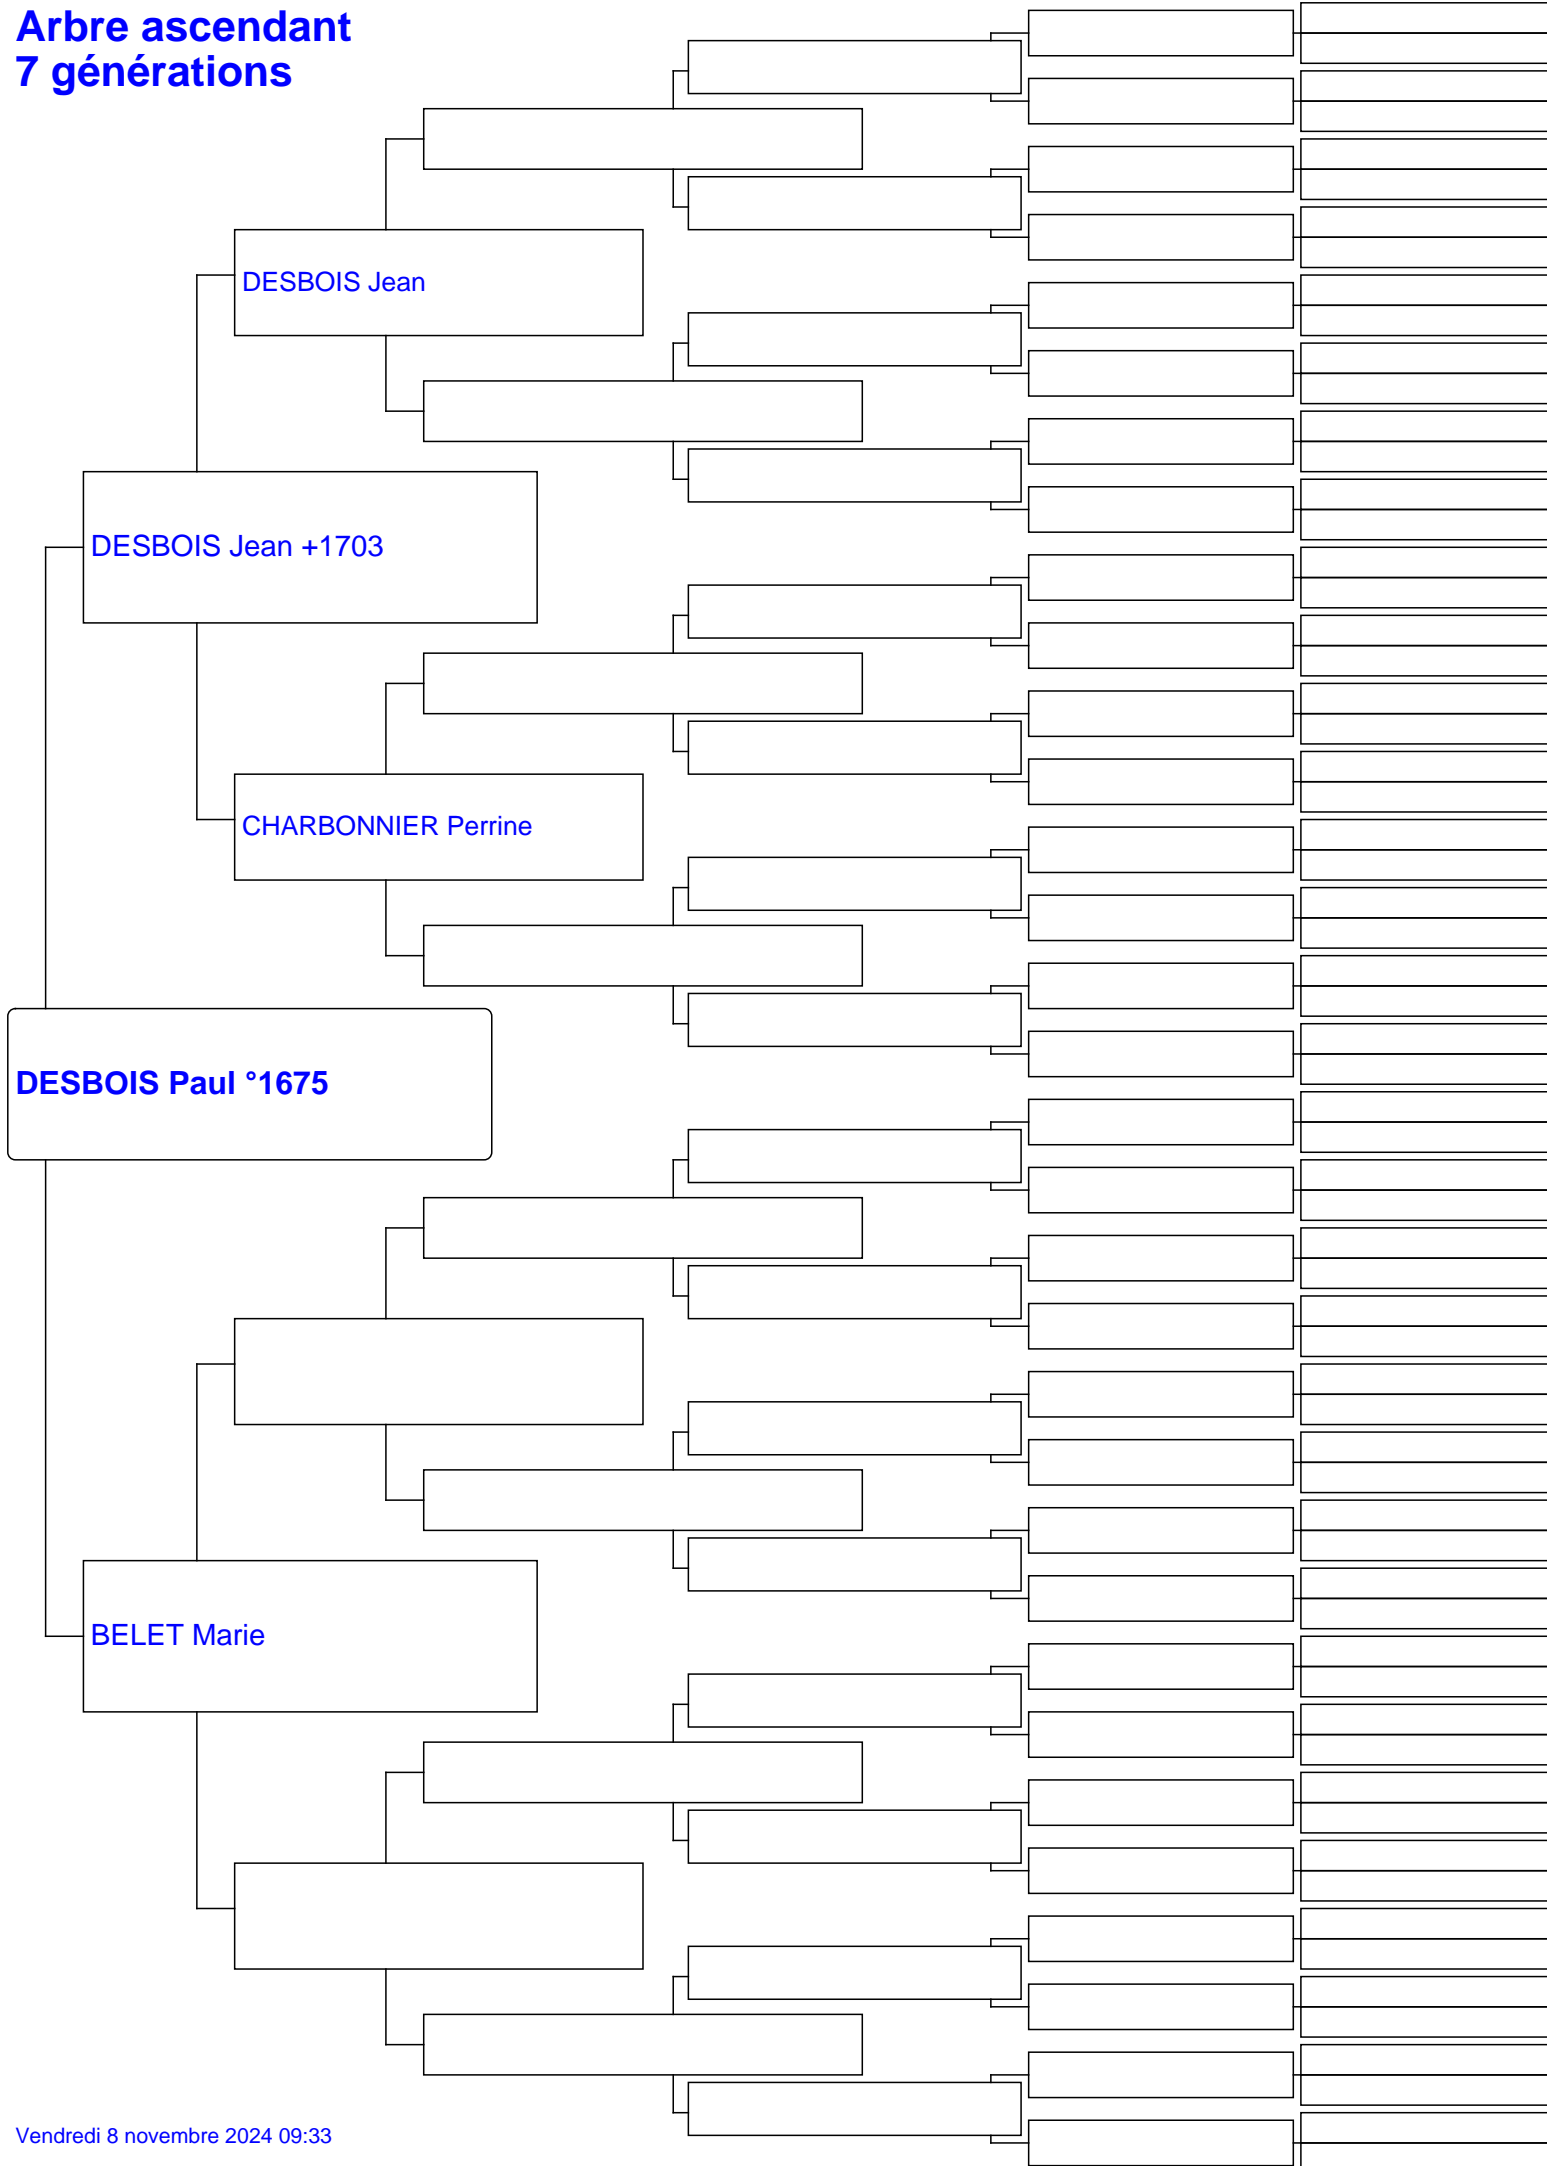 Arbre ascendant
7 générations
DESBOIS Jean
DESBOIS Jean +1703
CHARBONNIER Perrine
DESBOIS Paul °1675
BELET Marie
Vendredi 8 novembre 2024 09:33